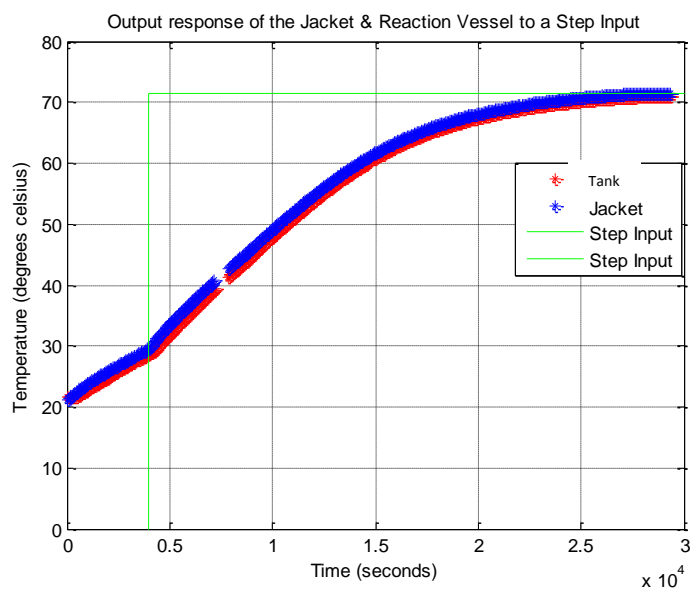 Output response of the Jacket & Reaction Vessel to a Step Input
80
70
60
50
40
30
20
10
0
Temperature (degrees celsius)
Tank
Jacket
Step Input
Step Input
0 0.5 1 1.5 2 2.5 3
Time (seconds)
x 10^4